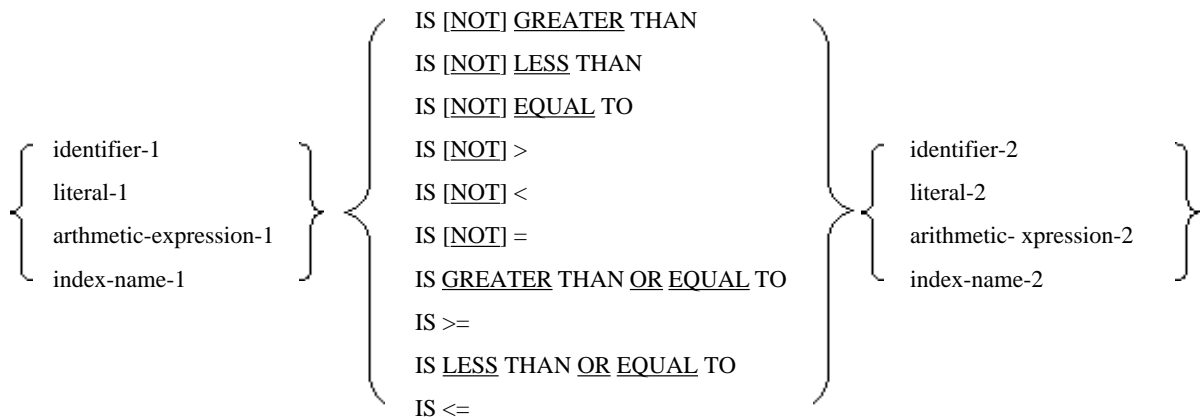 IS [NOT] GREATER THAN
IS [NOT] LESS THAN
IS [NOT] EQUAL TO
identifier-1 IS [NOT] > identifier-2
literal-1 IS [NOT] < literal-2
arthmetic-expression-1 IS [NOT] = arithmetic- xpression-2
index-name-1 IS GREATER THAN OR EQUAL TO index-name-2
IS >=
IS LESS THAN OR EQUAL TO
IS <=